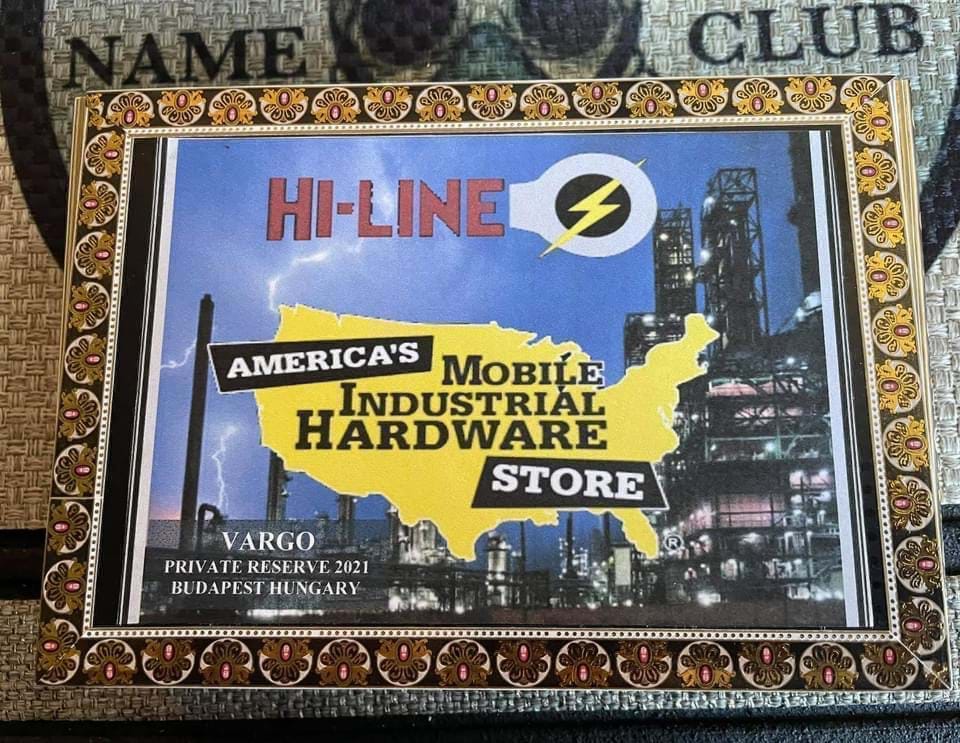 NAME CLUB
HI-LINE
AMERICA'S
MOBILE
INDUSTRIAL
HARDWARE
STORE
®
VARGO
PRIVATE RESERVE 2021
BUDAPEST HUNGARY